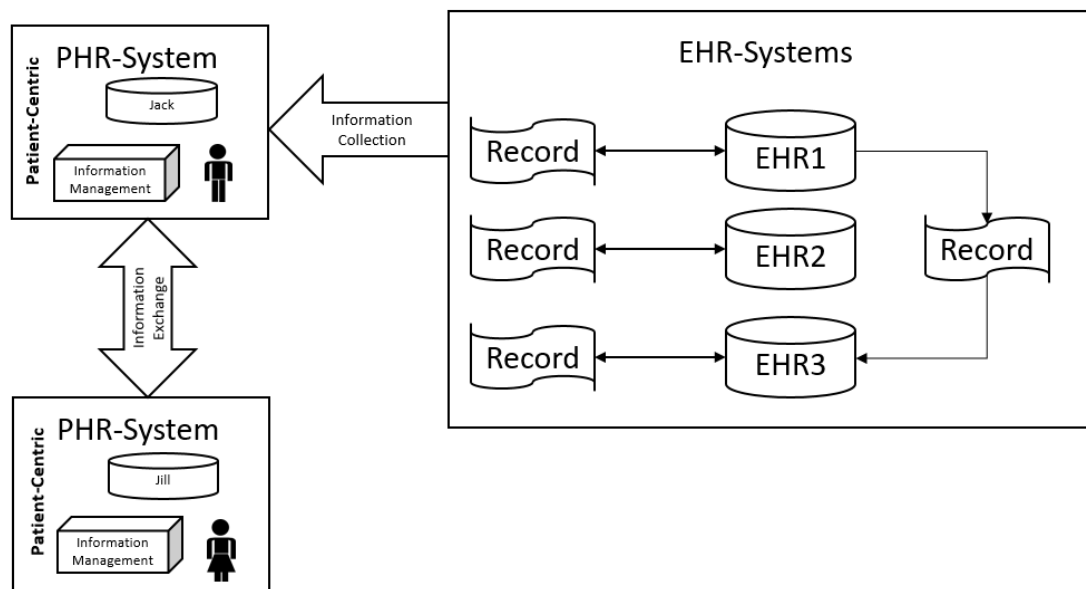 PHR-System
Patient-Centric
Jack
Information
Management
Information
Collection
EHR-Systems
Record
EHR1
Record
EHR2
Record
Record
EHR3
Information
Exchange
PHR-System
Patient-Centric
Jill
Information
Management